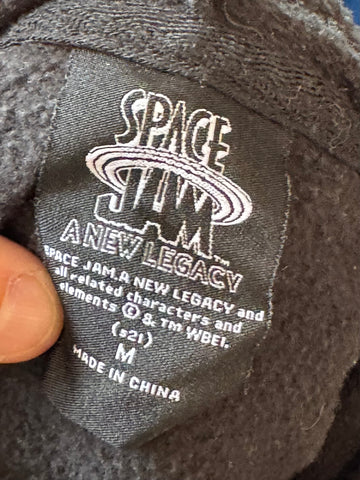 SPACE
JAM™
A NEW LEGACY
SPACE JAM, A NEW LEGACY and
all related characters and
elements © & TM WBEI.
(s21)
M
MADE IN CHINA